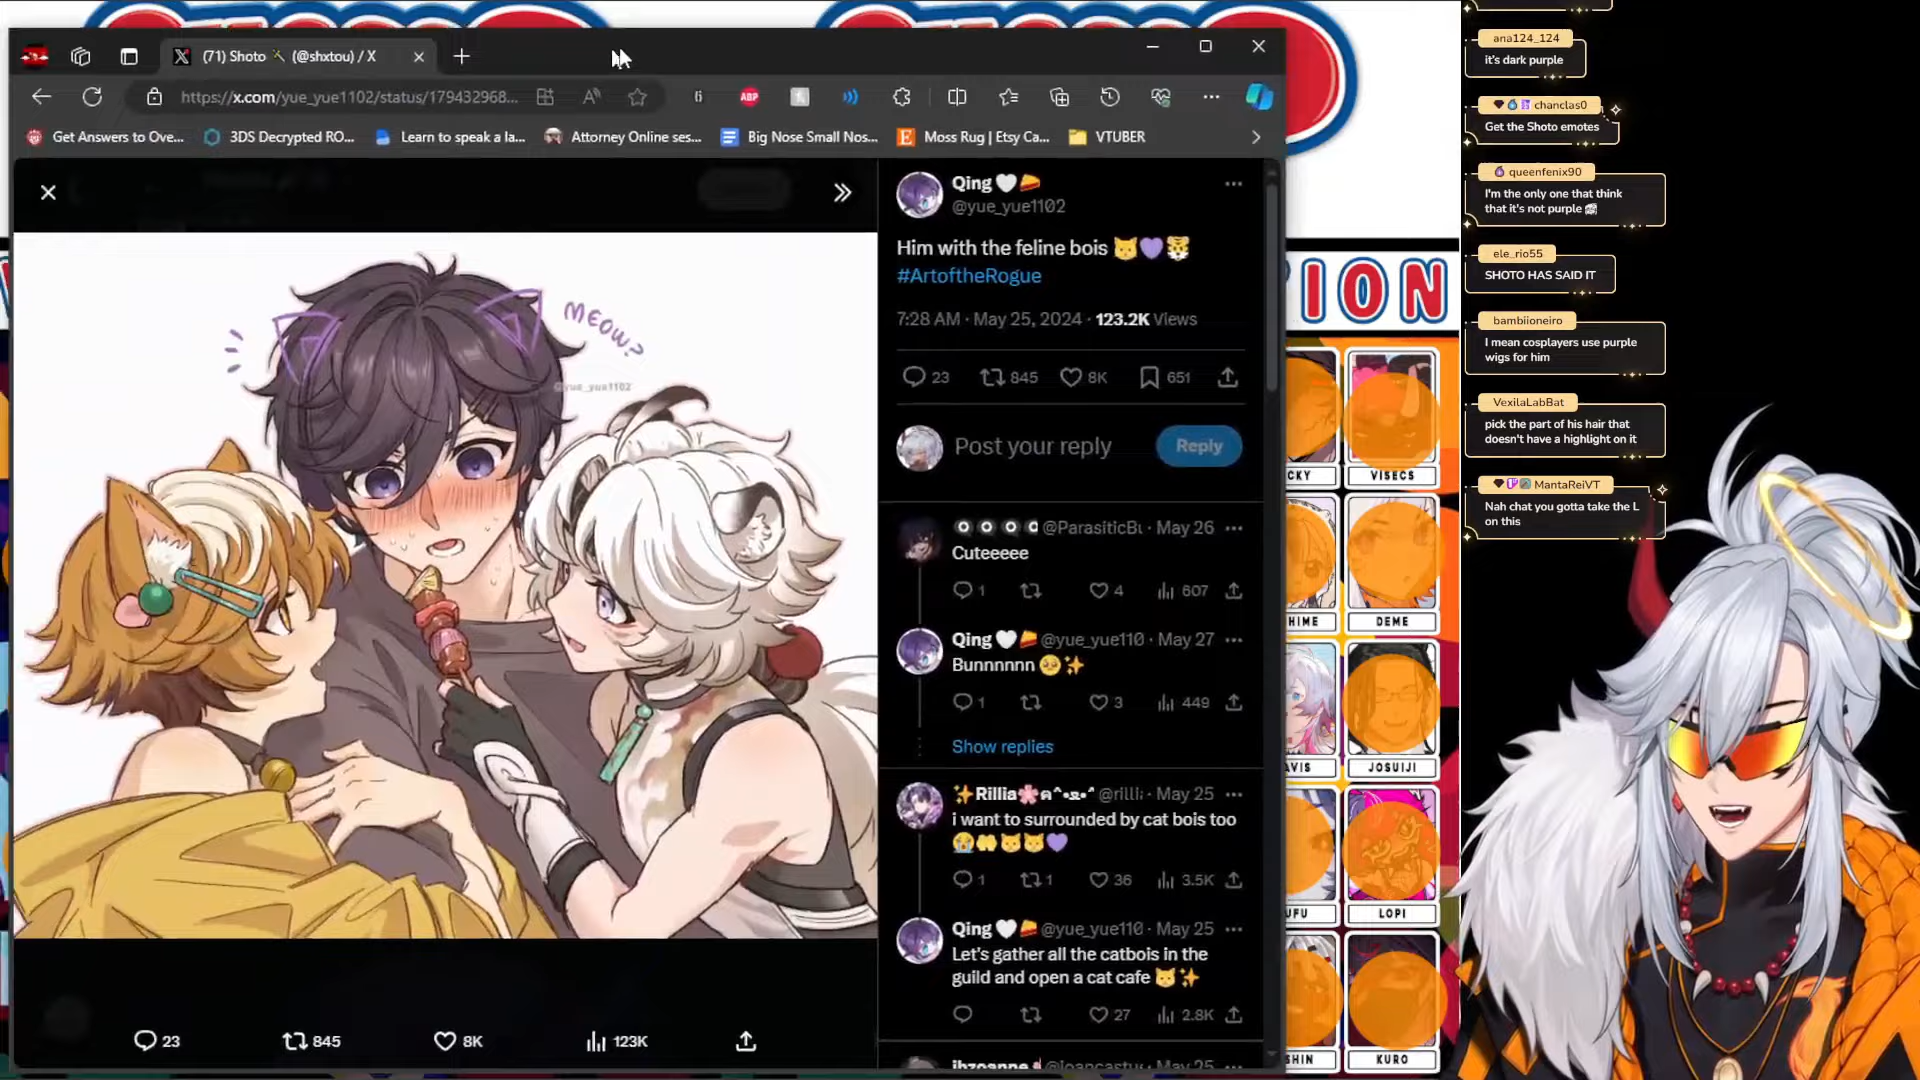 (71) Shoto (@shxtou) / X
https://x.com/yue_yue1102/status/179432968...
Get Answers to Ove...
3DS Decrypted RO...
Learn to speak a la...
Attorney Online ses...
Big Nose Small Nos...
Moss Rug | Etsy Ca...
VTUBER
ABP
MEOW?
@yue_yue1102
23
845
8K
123K
Qing 🤍🧀
@yue_yue1102
Him with the feline bois 🐱💜🐯
#ArtoftheRogue
7:28 AM · May 25, 2024 · 123.2K Views
23 845 8K 651
Post your reply
Reply
@ParasiticBu · May 26
Cuteeeee
1 4 607
Qing 🤍🧀 @yue_yue110 · May 27
Bunnnnnn 🥹✨
1 3 449
Show replies
✨Rillia🌸 @rilli · May 25
i want to surrounded by cat bois too
😭🤲🐱🐱💜
1 1 36 3.5K
Qing 🤍🧀 @yue_yue110 · May 25
Let's gather all the catbois in the
guild and open a cat cafe 🐱✨
27 2.8K
May 25
ION
CKY
VISECS
HIME
DEME
AVIS
JOSUIJI
UFU
LOPI
SHIN
KURO
ana124_124
it's dark purple
chanclas0
Get the Shoto emotes
queenfenix90
I'm the only one that think
that it's not purple
ele_rio55
SHOTO HAS SAID IT
bambiioneiro
I mean cosplayers use purple
wigs for him
VexilaLabBat
pick the part of his hair that
doesn't have a highlight on it
MantaReiVT
Nah chat you gotta take the L
on this